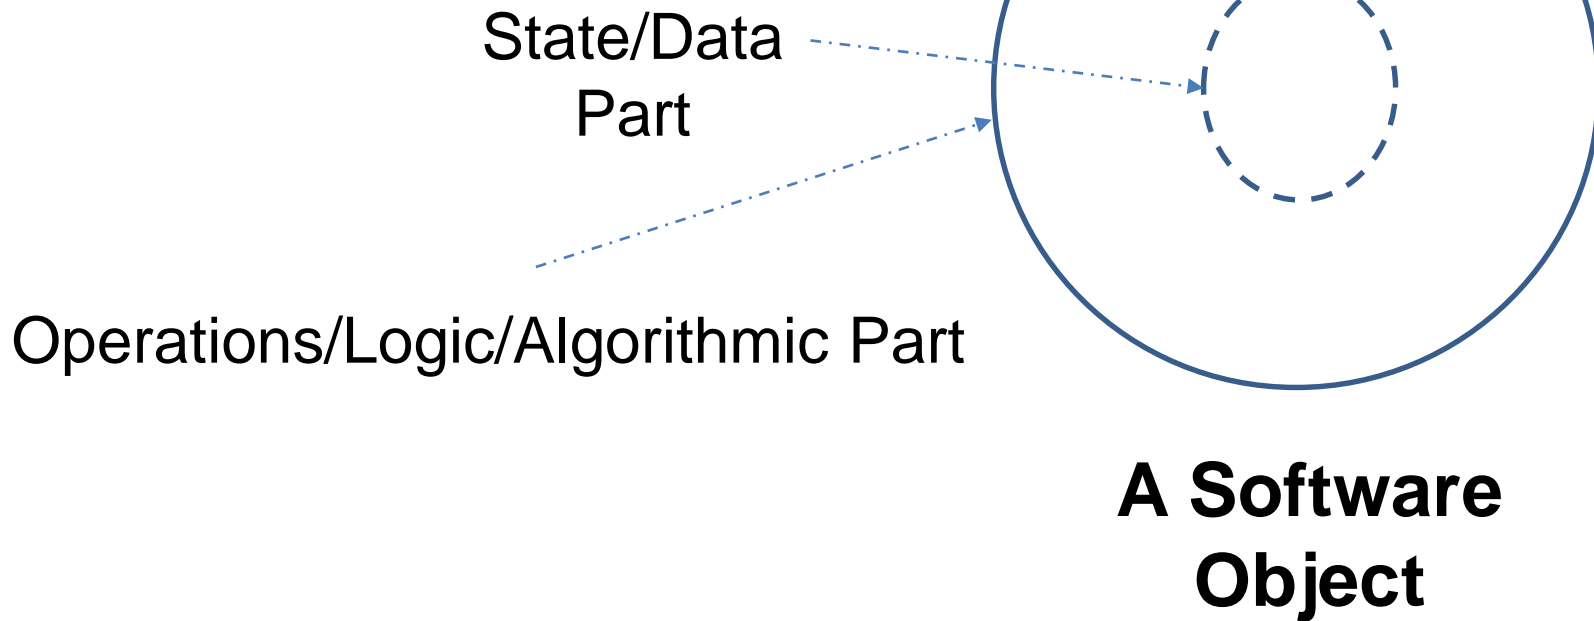 State/Data
Part
Operations/Logic/Algorithmic Part
A Software
Object